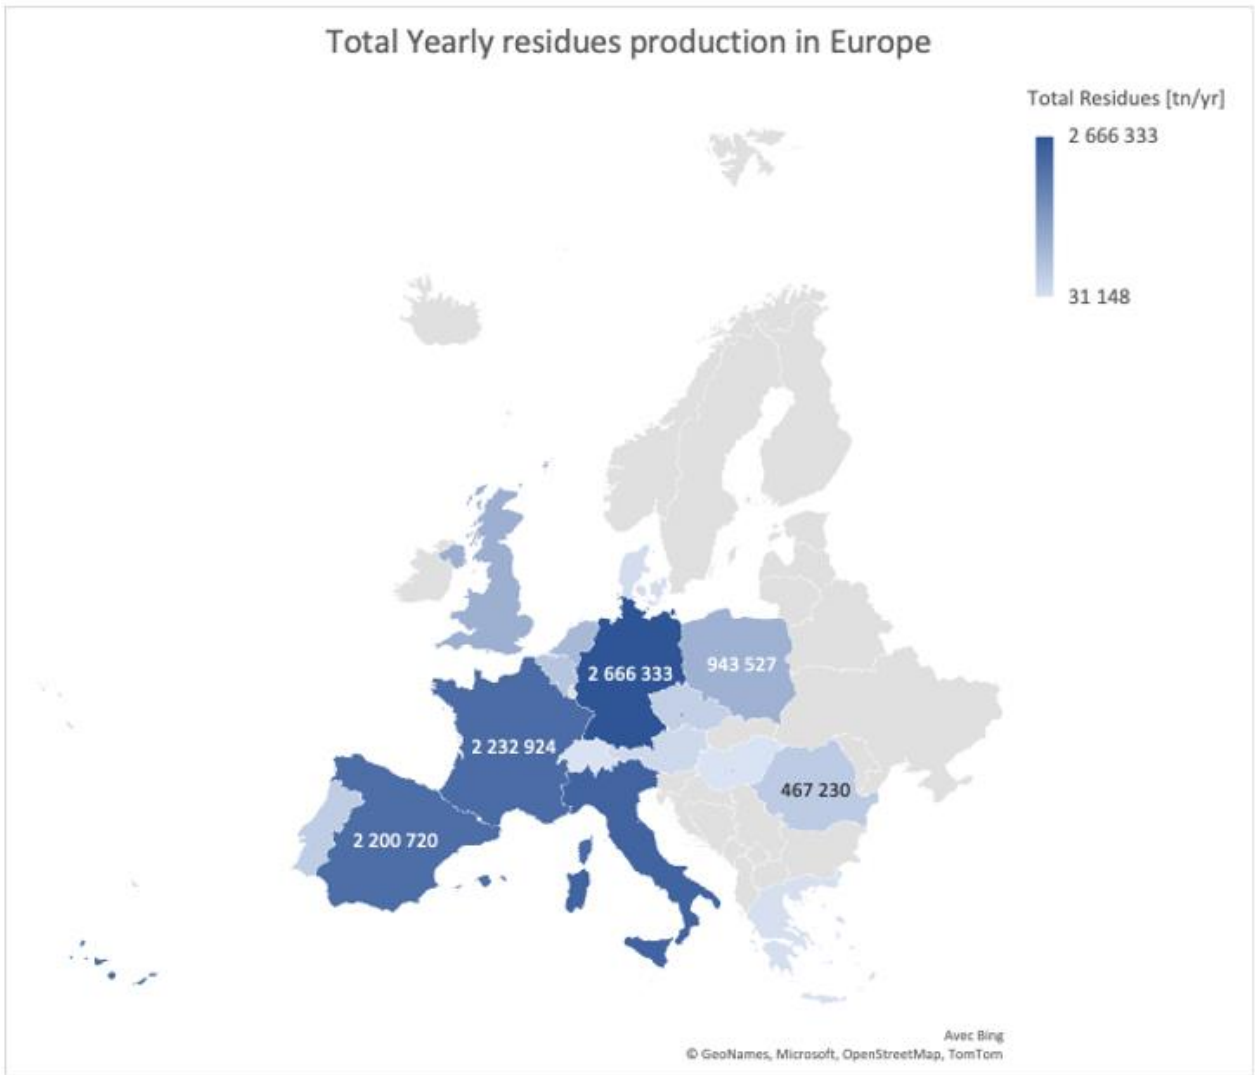 Total Yearly residues production in Europe
Total Residues [tn/yr]
2 666 333
31 148
2 666 333
943 527
2 232 924
467 230
2 200 720
Avec Bing
© GeoNames, Microsoft, OpenStreetMap, TomTom